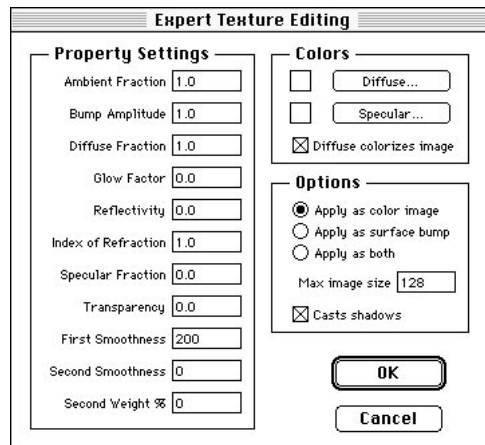 Expert Texture Editing
Property Settings
Ambient Fraction 1.0
Bump Amplitude 1.0
Diffuse Fraction 1.0
Glow Factor 0.0
Reflectivity 0.0
Index of Refraction 1.0
Specular Fraction 0.0
Transparency 0.0
First Smoothness 200
Second Smoothness 0
Second Weight % 0
Colors
Diffuse...
Specular...
Diffuse colorizes image
Options
Apply as color image
Apply as surface bump
Apply as both
Max image size 128
Casts shadows
OK
Cancel